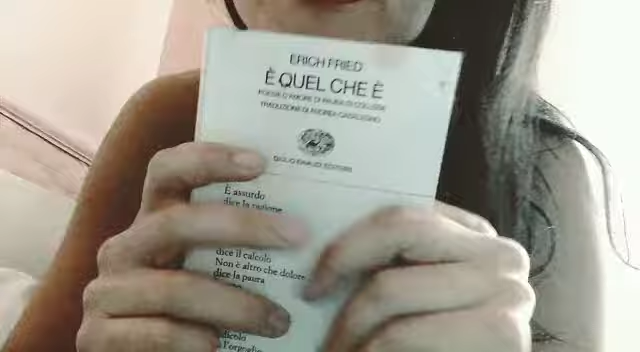 ERICH FRIED
È QUEL CHE È
POESIE D'AMORE DI PAURA DI COLLERA
TRADUZIONE DI ANDREA CASALEGNO
GIULIO EINAUDI EDITORE
È assurdo
dice la ragione
dice il calcolo
Non è altro che dolore
dice la paura
l'orgoglio